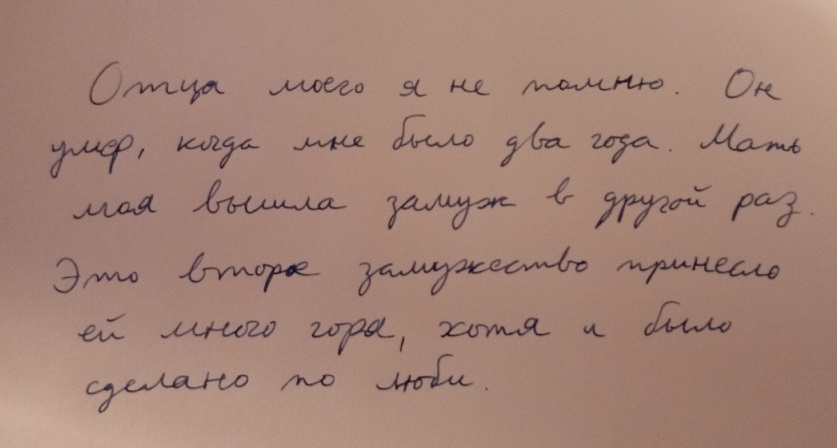 Отца моего я не помню. Он
умер, когда мне было два года. Мать
моя вышла замуж в другой раз.
Это второе замужество принесло
ей много горя, хотя и было
сделано по люби.